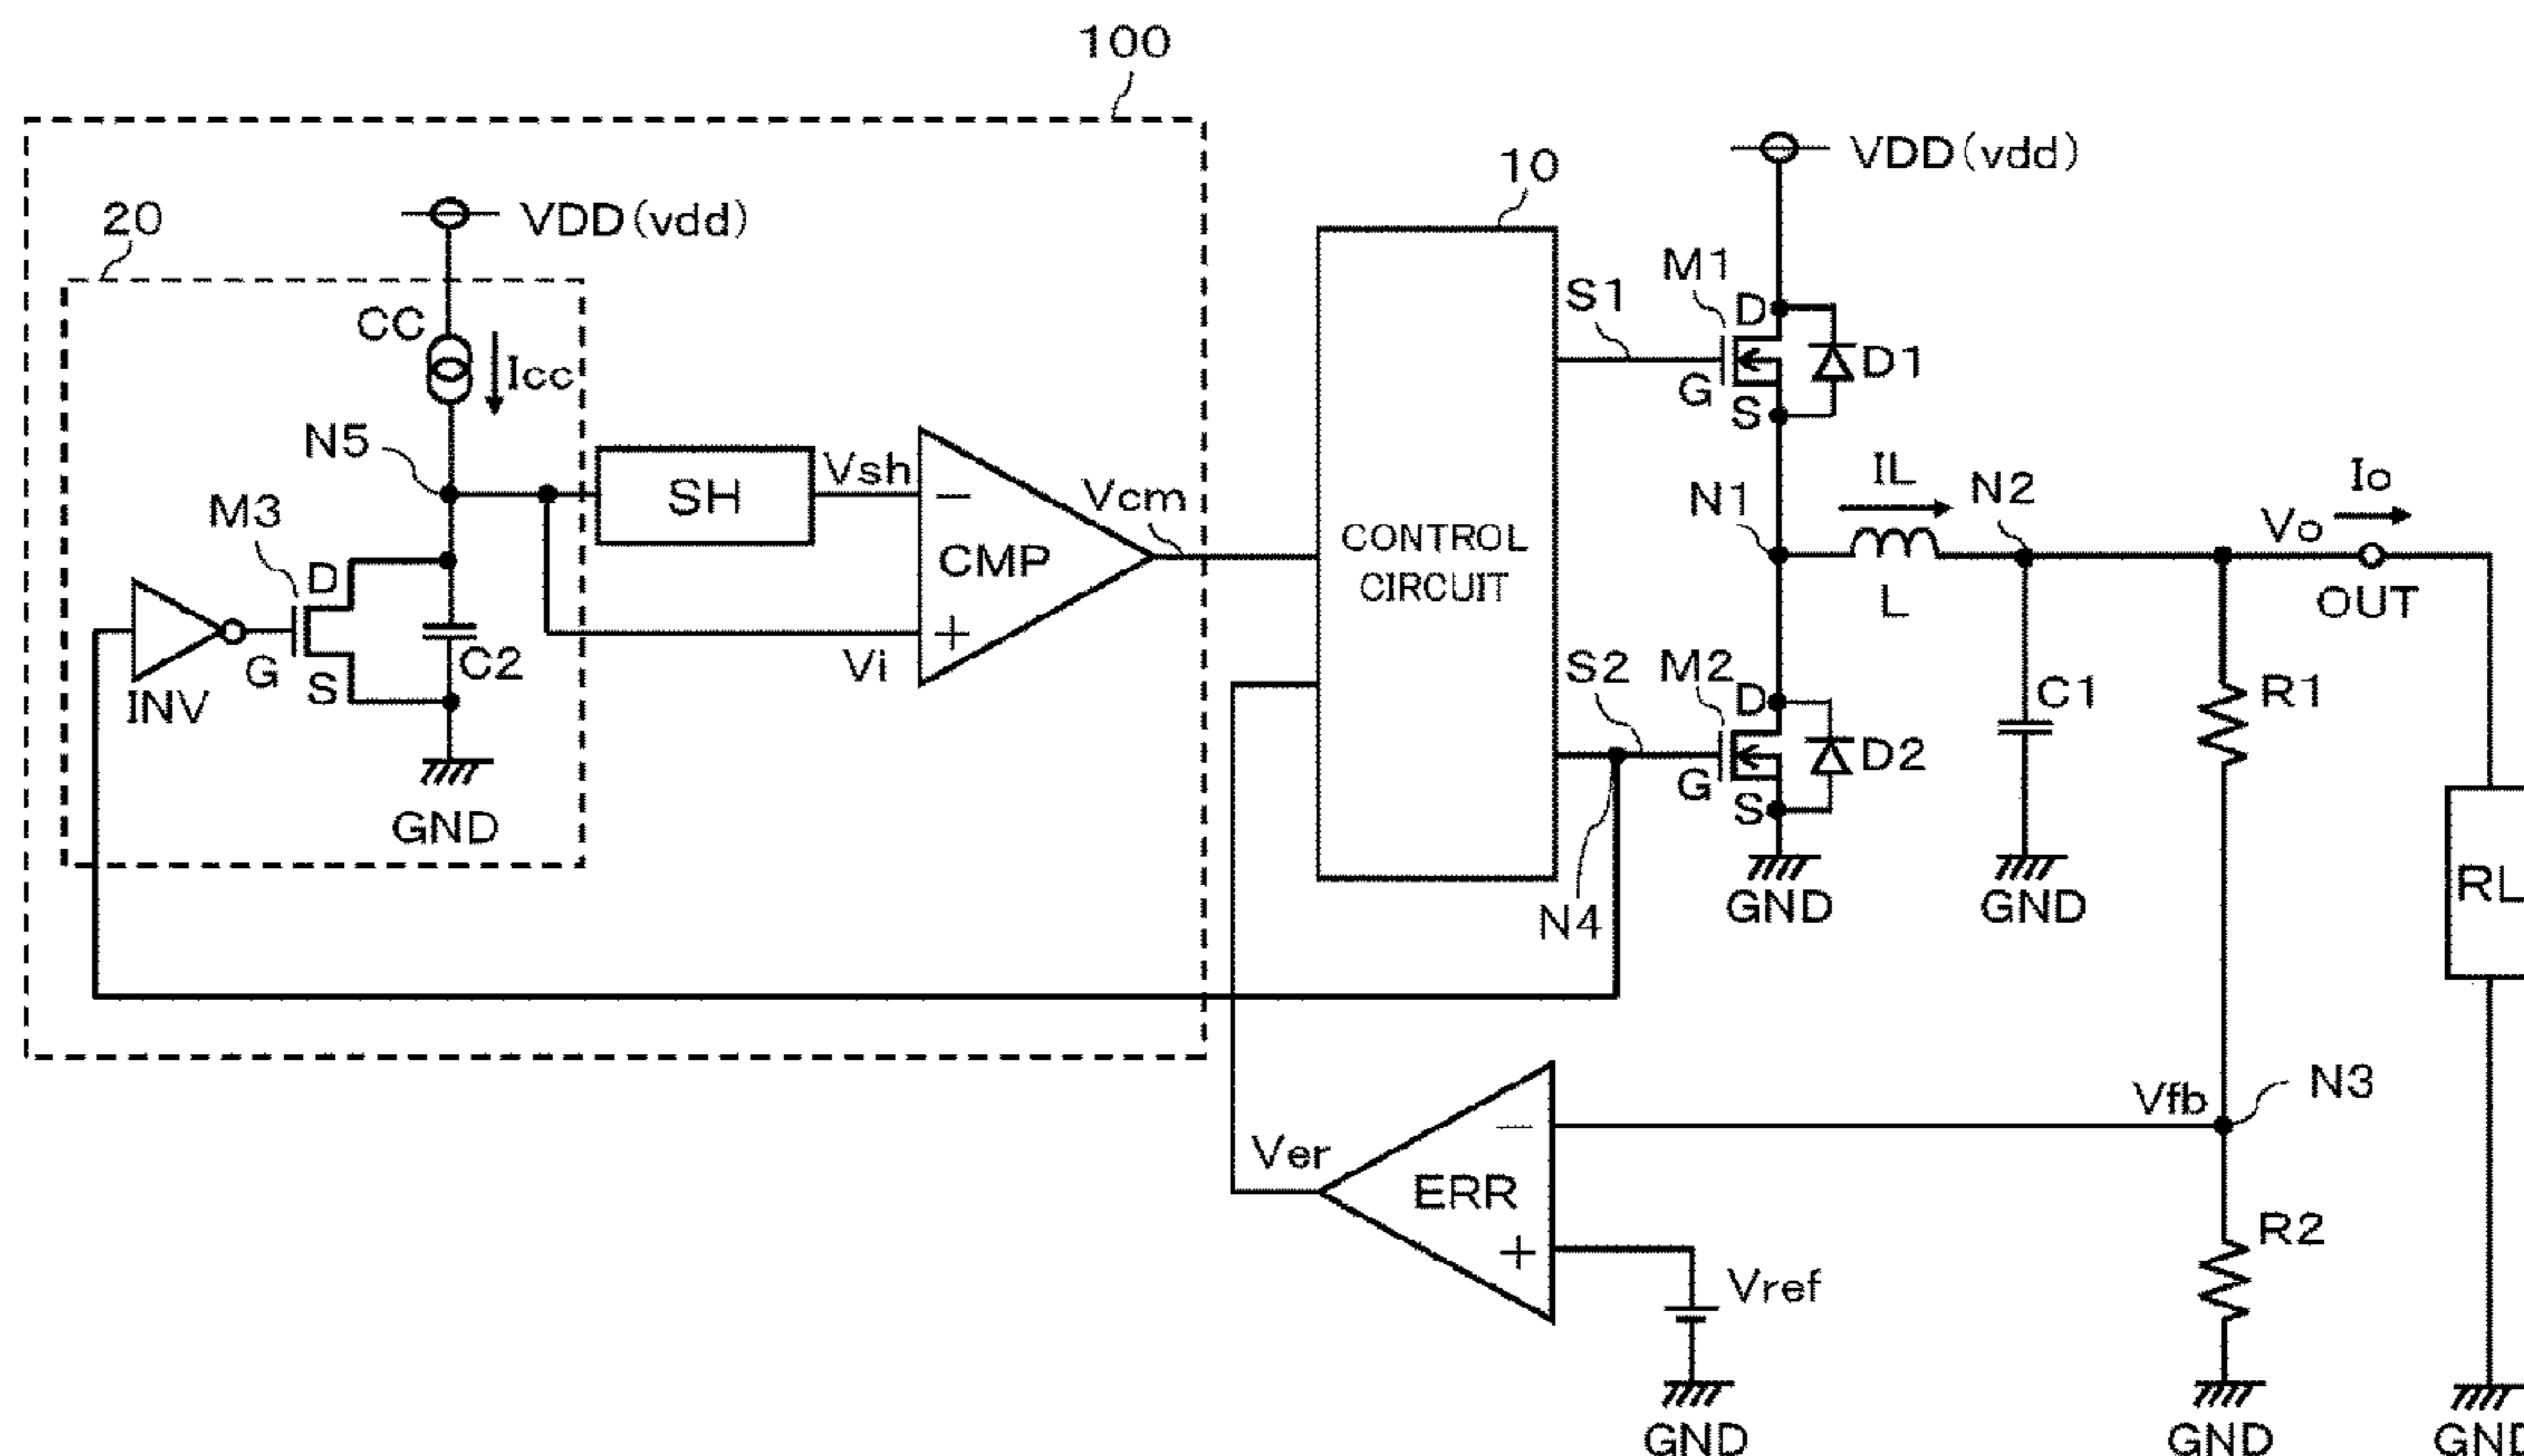 100
VDD(vdd)
10
20
VDD(vdd)
M1
D
S1
CC
Icc
D1
G
S
N5
Vsh
SH
Vcm
IL
N2
Io
N1
Vo
M3
−
CONTROL
CIRCUIT
CMP
D
L
OUT
+
Vi
G
S
C2
INV
S2
M2
D
C1
R1
D2
G
S
GND
GND
GND
RL
N4
N3
Vfb
−
Ver
ERR
R2
+
Vref
GND
GND
GND